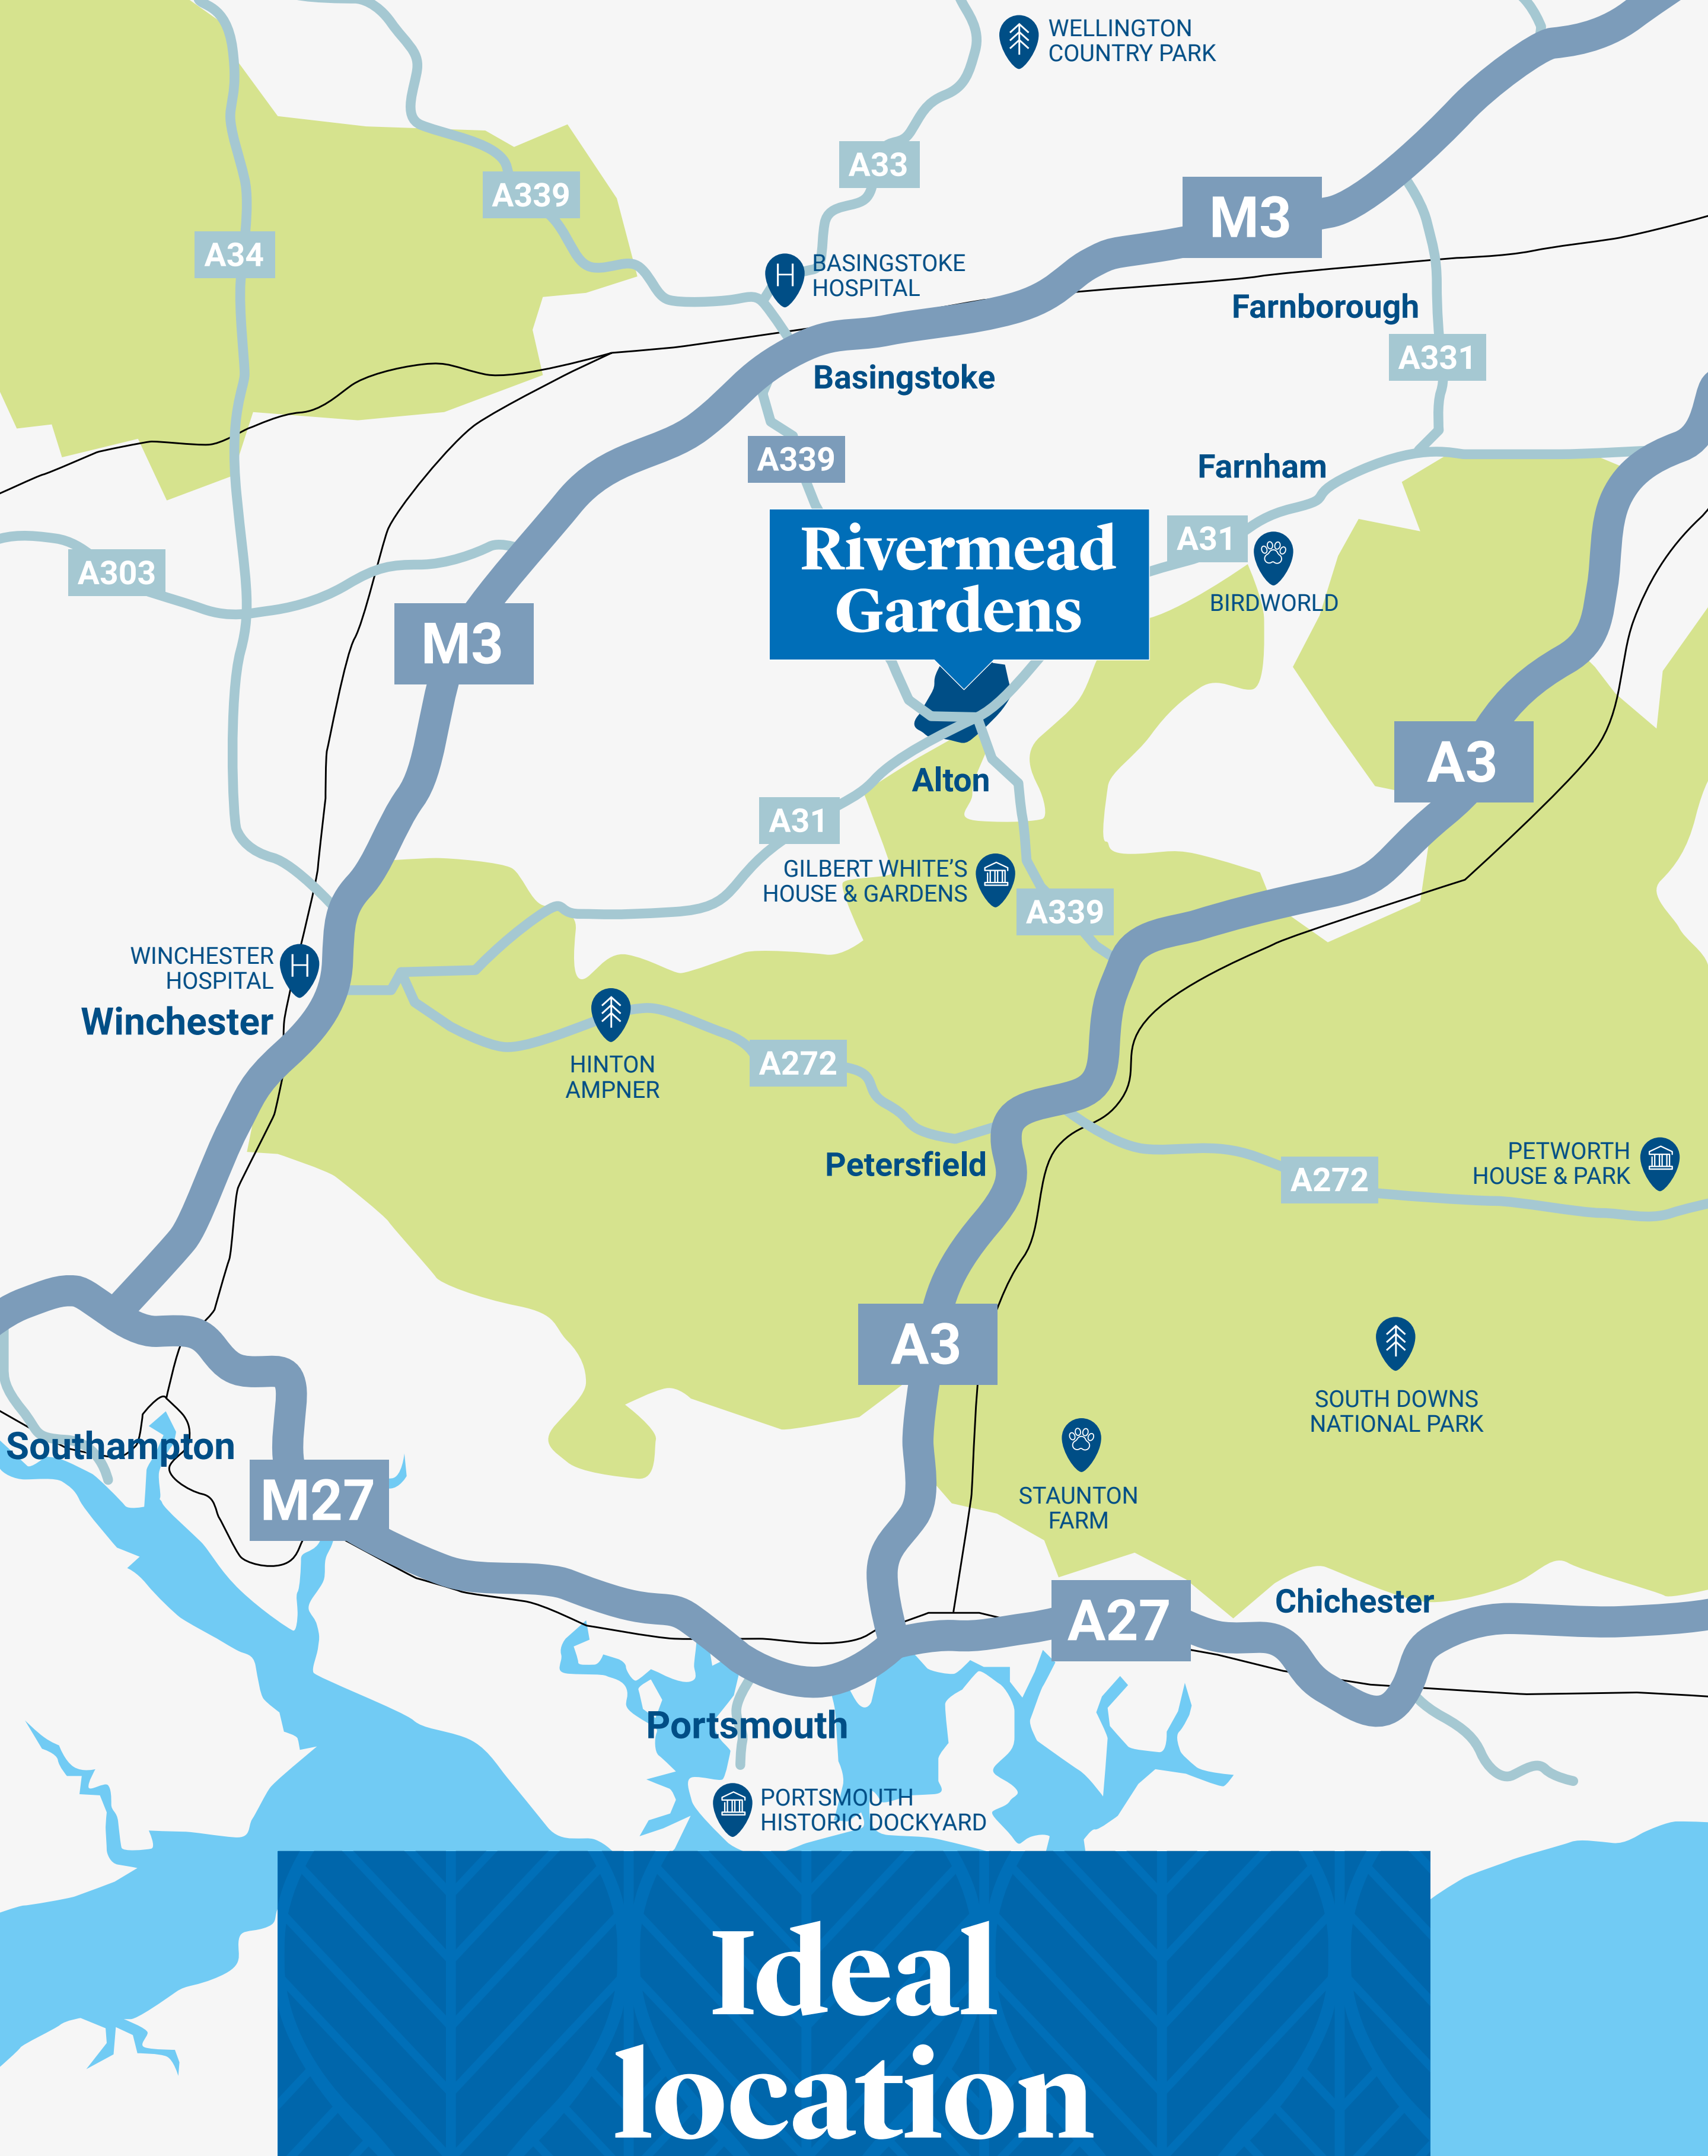 WELLINGTON
COUNTRY PARK
A33
A339
M3
A34
BASINGSTOKE
HOSPITAL
Farnborough
A331
Basingstoke
A339
Farnham
A31
Rivermead
Gardens
A303
BIRDWORLD
M3
A3
Alton
A31
GILBERT WHITE’S
HOUSE & GARDENS
A339
WINCHESTER
HOSPITAL
Winchester
HINTON
AMPNER
A272
Petersfield
PETWORTH
HOUSE & PARK
A272
A3
SOUTH DOWNS
NATIONAL PARK
Southampton
M27
STAUNTON
FARM
Chichester
A27
Portsmouth
PORTSMOUTH
HISTORIC DOCKYARD
Ideal
location